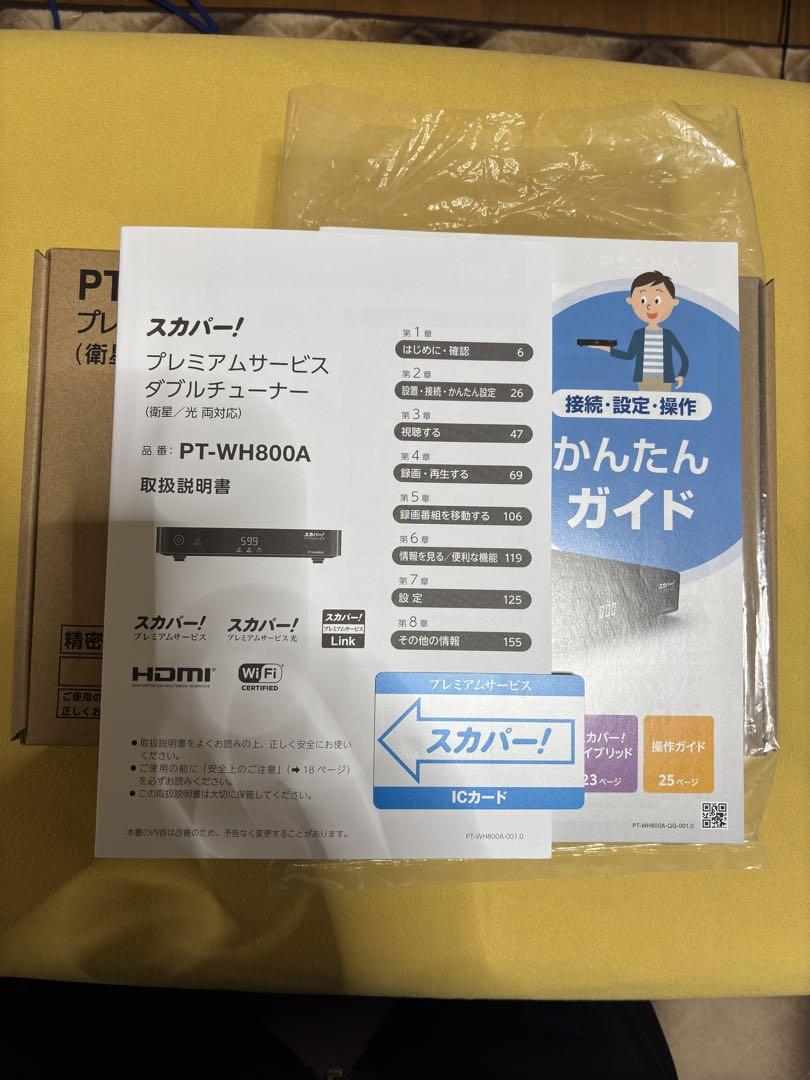 PT
プレ
(衛星
精密
ご使用の
正しくお
スカパー!
プレミアムサービス
ダブルチューナー
(衛星/光 両対応)
品番: PT-WH800A
取扱説明書
599
スカパー!
スカパー!
プレミアムサービス
スカパー!
プレミアムサービス光
スカパー!
プレミアムサービス
Link
HDMI
HIGH-DEFINITION MULTIMEDIA INTERFACE
Wi Fi
CERTIFIED
●取扱説明書をよくお読みの上、正しく安全にお使い
ください。
●ご使用の前に「安全上のご注意」(➡18ページ)
を必ずお読みください。
●この取扱説明書は大切に保管してください。
本書の内容は改善のため、予告なく変更することがあります。
PT-WH800A-001.0
第1章
はじめに・確認 6
第2章
設置・接続・かんたん設定 26
第3章
視聴する 47
第4章
録画・再生する 69
第5章
録画番組を移動する 106
第6章
情報を見る/便利な機能 119
第7章
設定 125
第8章
その他の情報 155
プレミアムサービス
スカパー!
ICカード
接続・設定・操作
かんたん
ガイド
スカパー!
カパー!
イブリッド
23ページ
操作ガイド
25ページ
PT-WH800A-QG-001.0